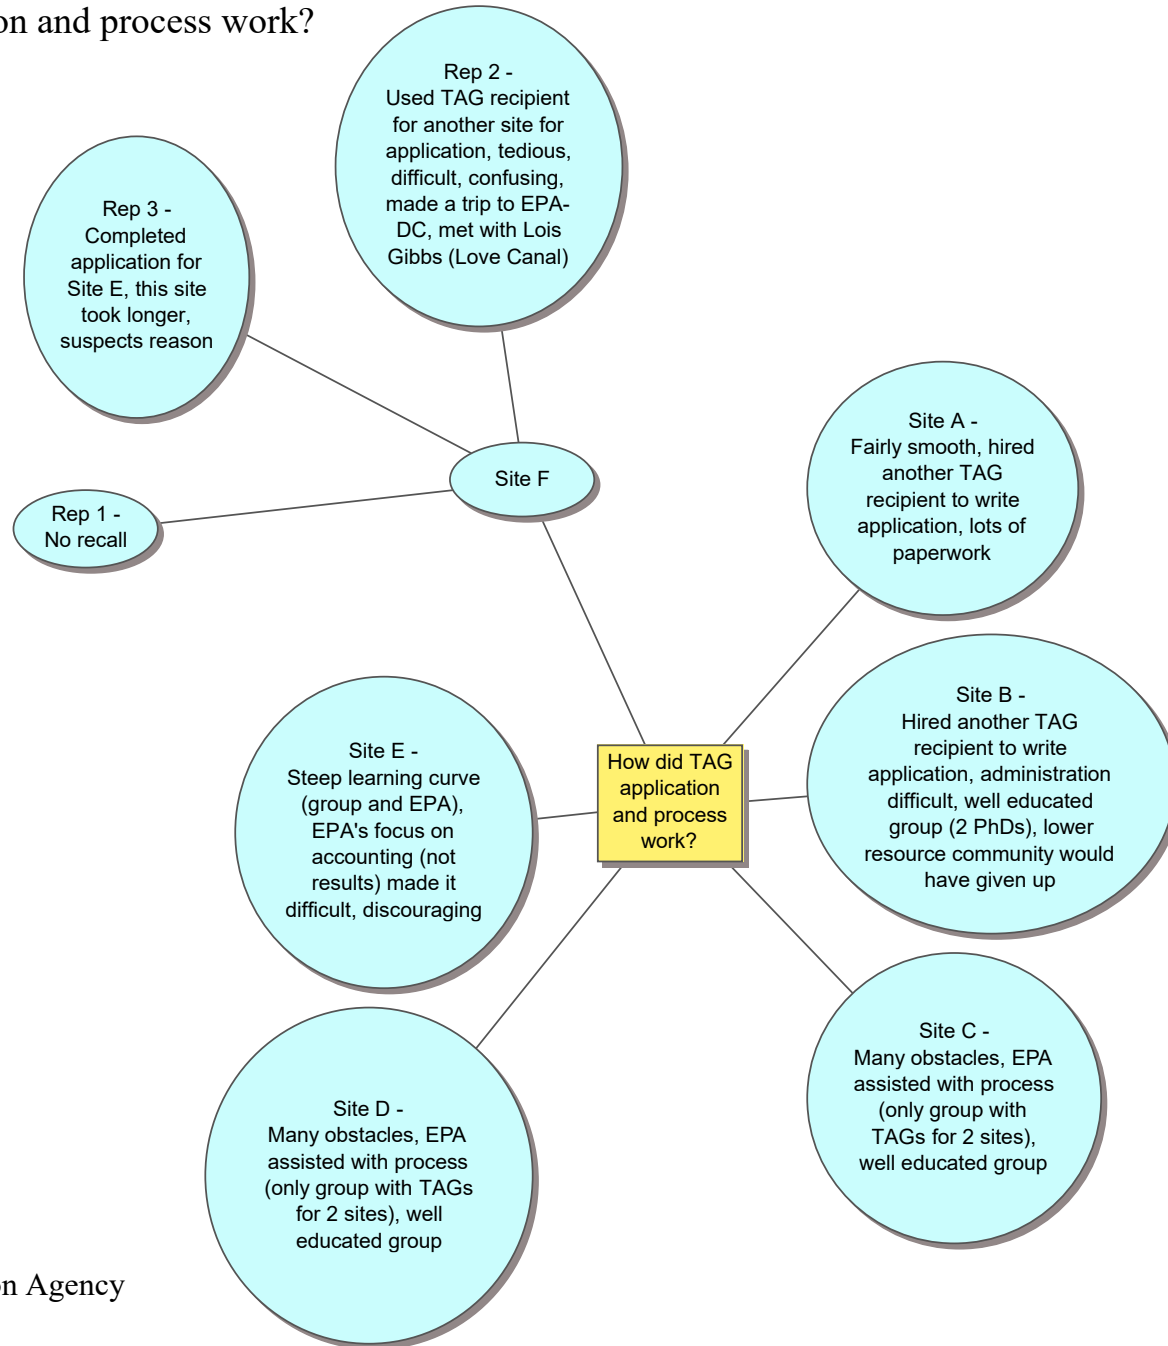 on and process work?
Rep 2 -
Used TAG recipient
for another site for
application, tedious,
difficult, confusing,
made a trip to EPA-
DC, met with Lois
Gibbs (Love Canal)
Rep 3 -
Completed
application for
Site E, this site
took longer,
suspects reason
Site F
Rep 1 -
No recall
Site A -
Fairly smooth, hired
another TAG
recipient to write
application, lots of
paperwork
Site B -
Hired another TAG
recipient to write
application, administration
difficult, well educated
group (2 PhDs), lower
resource community would
have given up
How did TAG
application
and process
work?
Site E -
Steep learning curve
(group and EPA),
EPA's focus on
accounting (not
results) made it
difficult, discouraging
Site C -
Many obstacles, EPA
assisted with process
(only group with
TAGs for 2 sites),
well educated group
Site D -
Many obstacles, EPA
assisted with process
(only group with TAGs
for 2 sites), well
educated group
on Agency